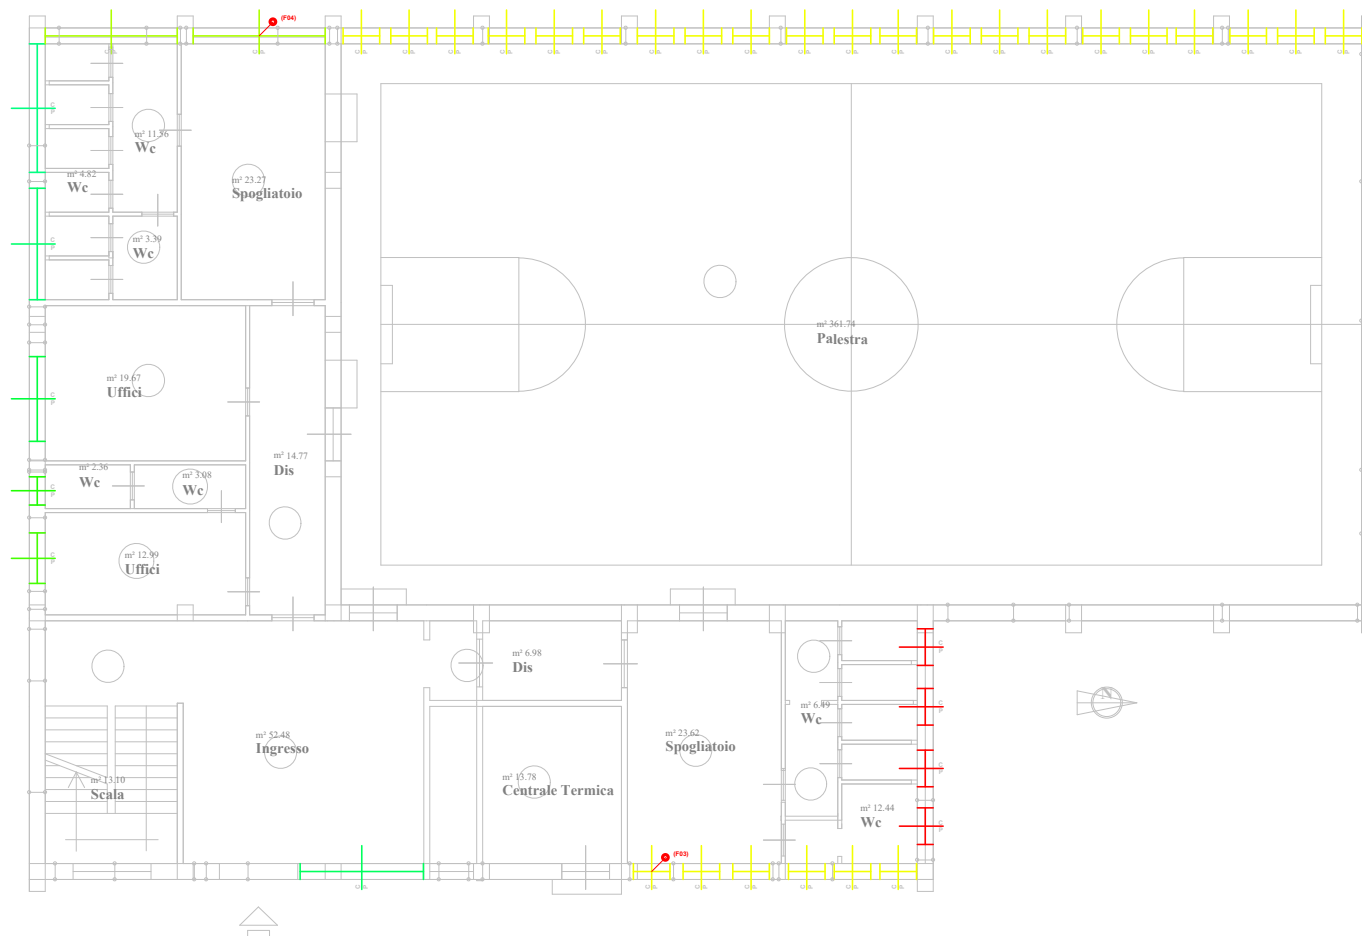 (F04)
m² 11.56
Wc
m² 4.82
Wc
m² 23.27
Spogliatoio
m² 3.39
Wc
m² 361.74
Palestra
m² 19.67
Uffici
m² 14.77
Dis
m² 2.36
Wc
m² 3.08
Wc
m² 12.99
Uffici
m² 6.98
Dis
N
m² 6.49
Wc
m² 52.48
Ingresso
m² 23.62
Spogliatoio
m² 13.10
Scala
m² 13.78
Centrale Termica
m² 12.44
Wc
(F03)